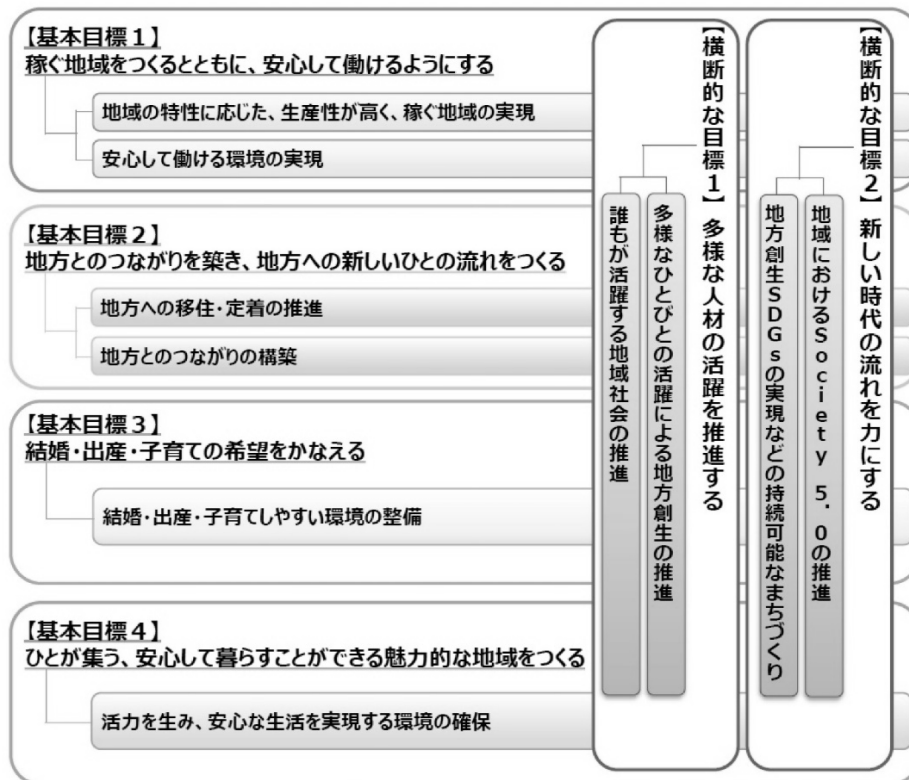 【基本目標１】
稼ぐ地域をつくるとともに、安心して働けるようにする
地域の特性に応じた、生産性が高く、稼ぐ地域の実現
安心して働ける環境の実現
【基本目標２】
地方とのつながりを築き、地方への新しいひとの流れをつくる
地方への移住・定着の推進
地方とのつながりの構築
【基本目標３】
結婚・出産・子育ての希望をかなえる
結婚・出産・子育てしやすい環境の整備
【基本目標４】
ひとが集う、安心して暮らすことができる魅力的な地域をつくる
活力を生み、安心な生活を実現する環境の確保
【横断的な目標１】多様な人材の活躍を推進する
多様なひとびとの活躍による地方創生の推進
誰もが活躍する地域社会の推進
【横断的な目標２】新しい時代の流れを力にする
地域におけるＳｏｃｉｅｔｙ ５．０の推進
地方創生ＳＤＧｓの実現などの持続可能なまちづくり